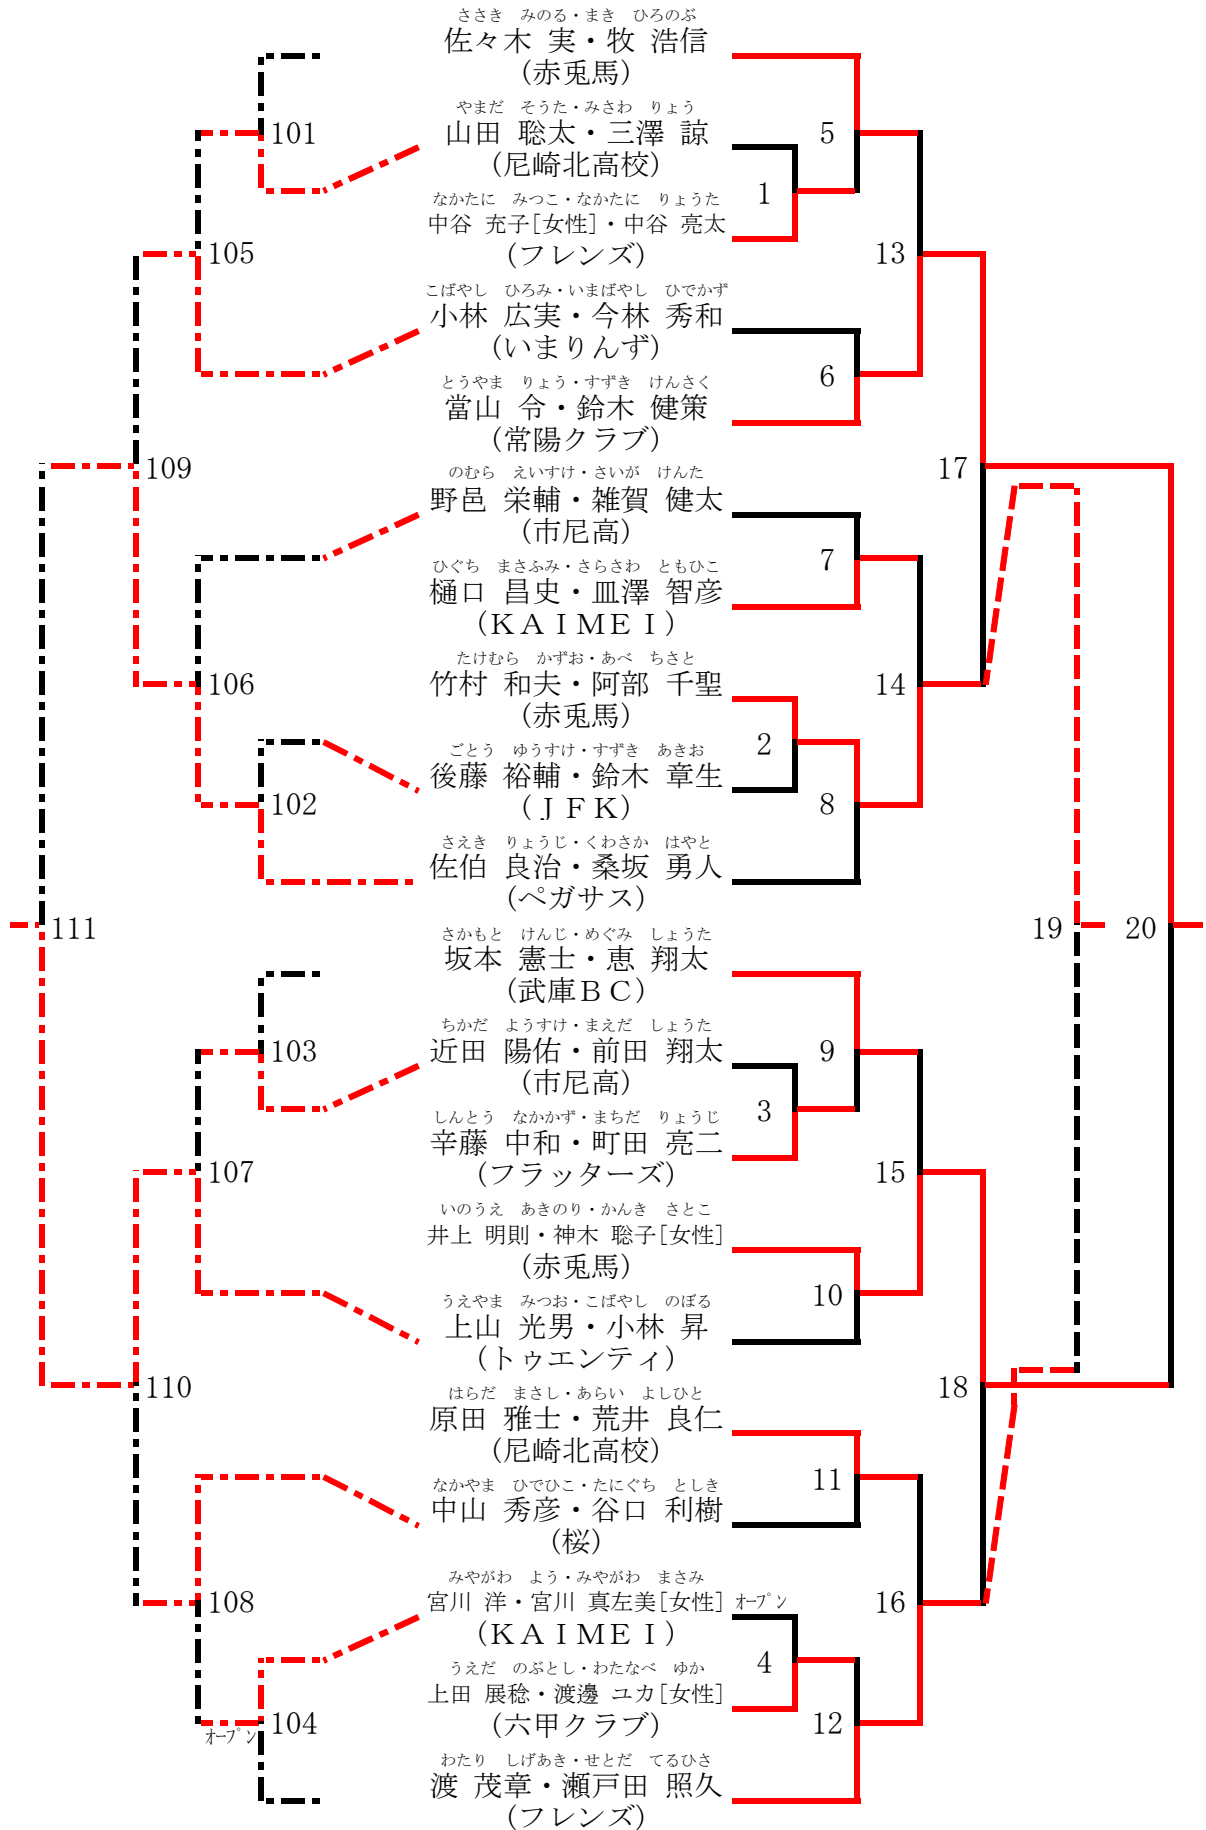 ささき みのる・まき ひろのぶ
佐々木 実・牧 浩信
(赤兎馬)
101
やまだ そうた・みさわ りょう
山田 聡太・三澤 諒
(尼崎北高校)
5
1
なかたに みつこ・なかたに りょうた
中谷 充子[女性]・中谷 亮太
(フレンズ)
105
13
こばやし ひろみ・いまばやし ひでかず
小林 広実・今林 秀和
(いまりんず)
6
とうやま りょう・すずき けんさく
當山 令・鈴木 健策
(常陽クラブ)
109
17
のむら えいすけ・さいが けんた
野邑 栄輔・雑賀 健太
(市尼高)
7
ひぐち まさふみ・さらさわ ともひこ
樋口 昌史・皿澤 智彦
(KAIMEI)
106
14
たけむら かずお・あべ ちさと
竹村 和夫・阿部 千聖
(赤兎馬)
2
ごとう ゆうすけ・すずき あきお
後藤 裕輔・鈴木 章生
(JFK)
102
8
さえき りょうじ・くわさか はやと
佐伯 良治・桑坂 勇人
(ペガサス)
111
19
20
さかもと けんじ・めぐみ しょうた
坂本 憲士・恵 翔太
(武庫BC)
103
9
ちかだ ようすけ・まえだ しょうた
近田 陽佑・前田 翔太
(市尼高)
3
しんとう なかかず・まちだ りょうじ
辛藤 中和・町田 亮二
(フラッターズ)
107
15
いのうえ あきのり・かんき さとこ
井上 明則・神木 聡子[女性]
(赤兎馬)
10
うえやま みつお・こばやし のぼる
上山 光男・小林 昇
(トゥエンティ)
110
18
はらだ まさし・あらい よしひと
原田 雅士・荒井 良仁
(尼崎北高校)
11
なかやま ひでひこ・たにぐち としき
中山 秀彦・谷口 利樹
(桜)
108
16
みやがわ よう・みやがわ まさみ
宮川 洋・宮川 真左美[女性] オープン
(KAIMEI)
4
うえだ のぶとし・わたなべ ゆか
上田 展稔・渡邊 ユカ[女性]
(六甲クラブ)
オープン 104
12
わたり しげあき・せとだ てるひさ
渡 茂章・瀬戸田 照久
(フレンズ)